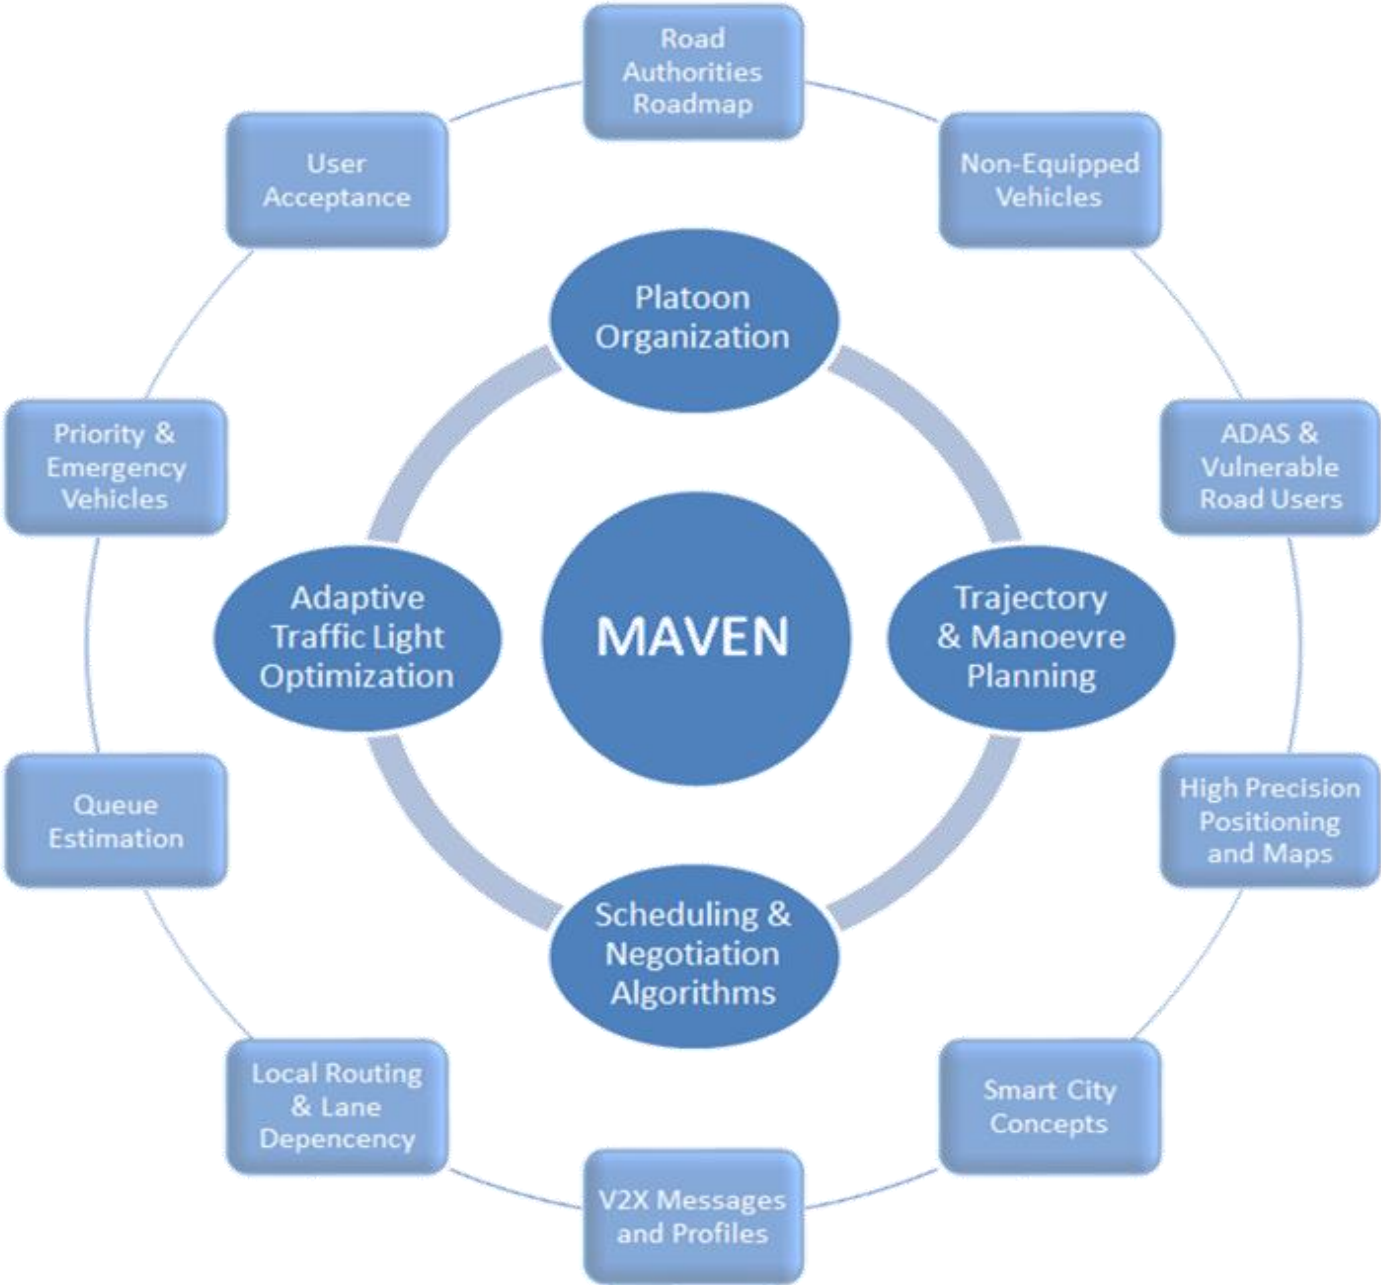 Road
Authorities
Roadmap
User
Acceptance
Non-Equipped
Vehicles
Platoon
Organization
Priority &
Emergency
Vehicles
ADAS &
Vulnerable
Road Users
Adaptive
Traffic Light
Optimization
MAVEN
Trajectory
& Manoevre
Planning
Queue
Estimation
High Precision
Positioning
and Maps
Scheduling &
Negotiation
Algorithms
Local Routing
& Lane
Depencency
Smart City
Concepts
V2X Messages
and Profiles